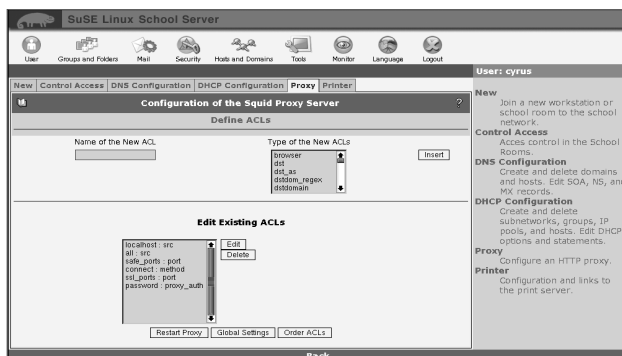 SuSE Linux School Server
User
Groups and Folders
Mail
Security
Hosts and Domains
Tools
Monitor
Language
Logout
User: cyrus
New
Control Access
DNS Configuration
DHCP Configuration
Proxy
Printer
Configuration of the Squid Proxy Server
?
Define ACLs
Name of the New ACL
Type of the New ACLs
browser
dst
dst_as
dstdom_regex
dstdomain
Insert
Edit Existing ACLs
localhost : src
all : src
safe_ports : port
connect : method
ssl_ports : port
password : proxy_auth
Edit
Delete
Restart Proxy
Global Settings
Order ACLs
Back
New
Join a new workstation or
school room to the school
network.
Control Access
Acces control in the School
Rooms.
DNS Configuration
Create and delete domains
and hosts. Edit SOA, NS, an
MX records.
DHCP Configuration
Create and delete
subnetworks, groups, IP
pools, and hosts. Edit DHCP
options and statements.
Proxy
Configure an HTTP proxy.
Printer
Configuration and links to
the print server.